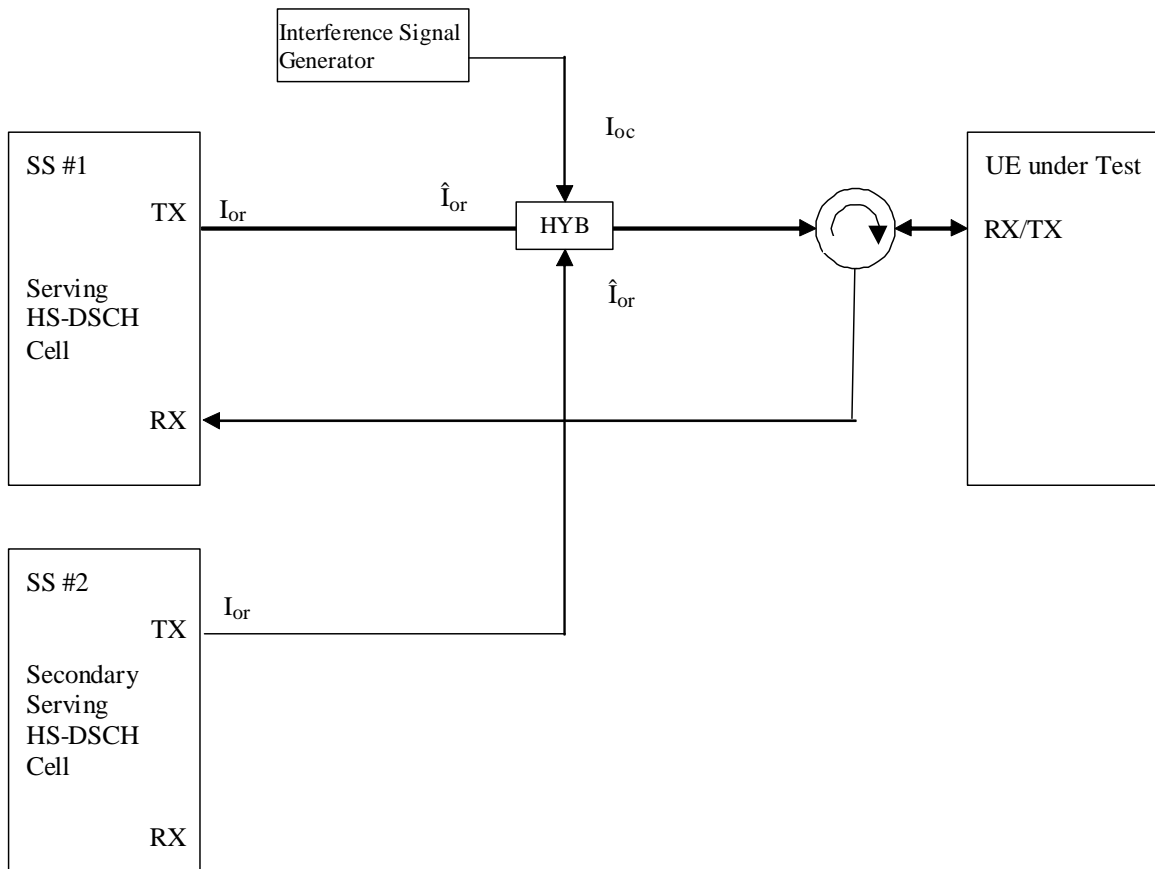 Interference Signal
Generator
I_oc
SS #1
TX
I_or
Î_or
HYB
UE under Test
RX/TX
Serving
HS-DSCH
Cell
Î_or
RX
SS #2
I_or
TX
Secondary
Serving
HS-DSCH
Cell
RX